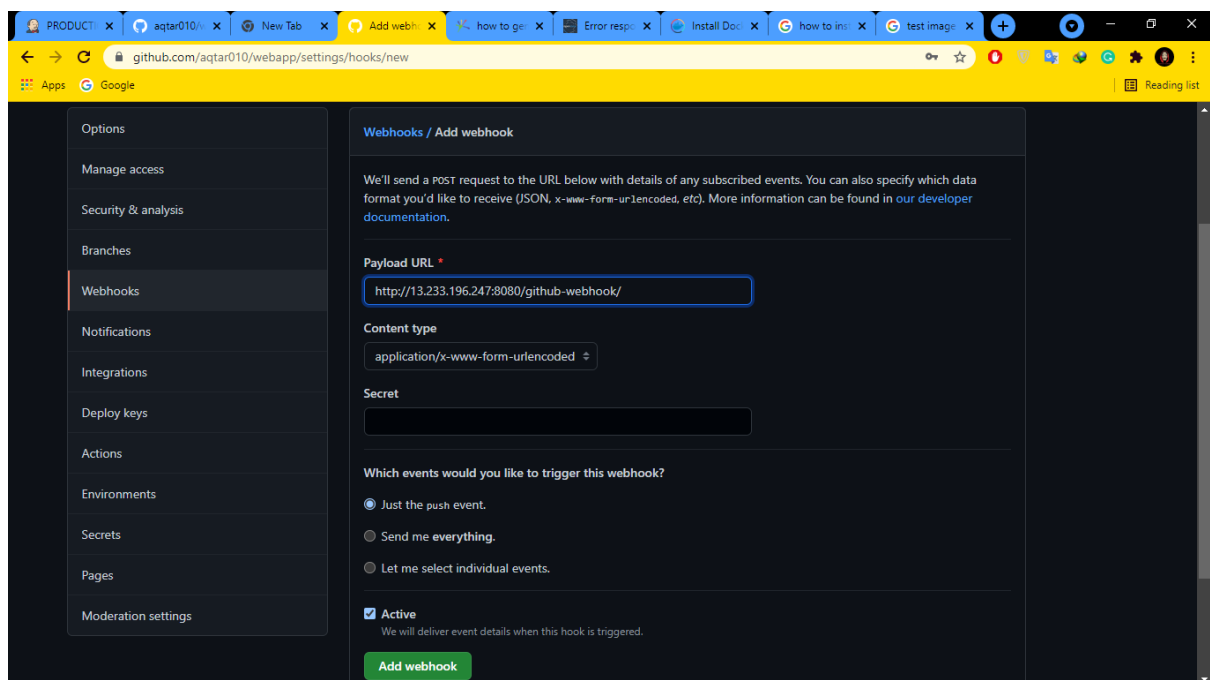 PRODUCTI
aqtar010/w
New Tab
Add webho
how to ger
Error respo
Install Doc
how to inst
test image
github.com/aqtar010/webapp/settings/hooks/new
Apps
Google
Reading list
Options
Manage access
Security & analysis
Branches
Webhooks
Notifications
Integrations
Deploy keys
Actions
Environments
Secrets
Pages
Moderation settings
Webhooks / Add webhook
We'll send a POST request to the URL below with details of any subscribed events. You can also specify which data
format you'd like to receive (JSON, x-www-form-urlencoded, etc). More information can be found in our developer
documentation.
Payload URL *
http://13.233.196.247:8080/github-webhook/
Content type
application/x-www-form-urlencoded
Secret
Which events would you like to trigger this webhook?
Just the push event.
Send me everything.
Let me select individual events.
Active
We will deliver event details when this hook is triggered.
Add webhook